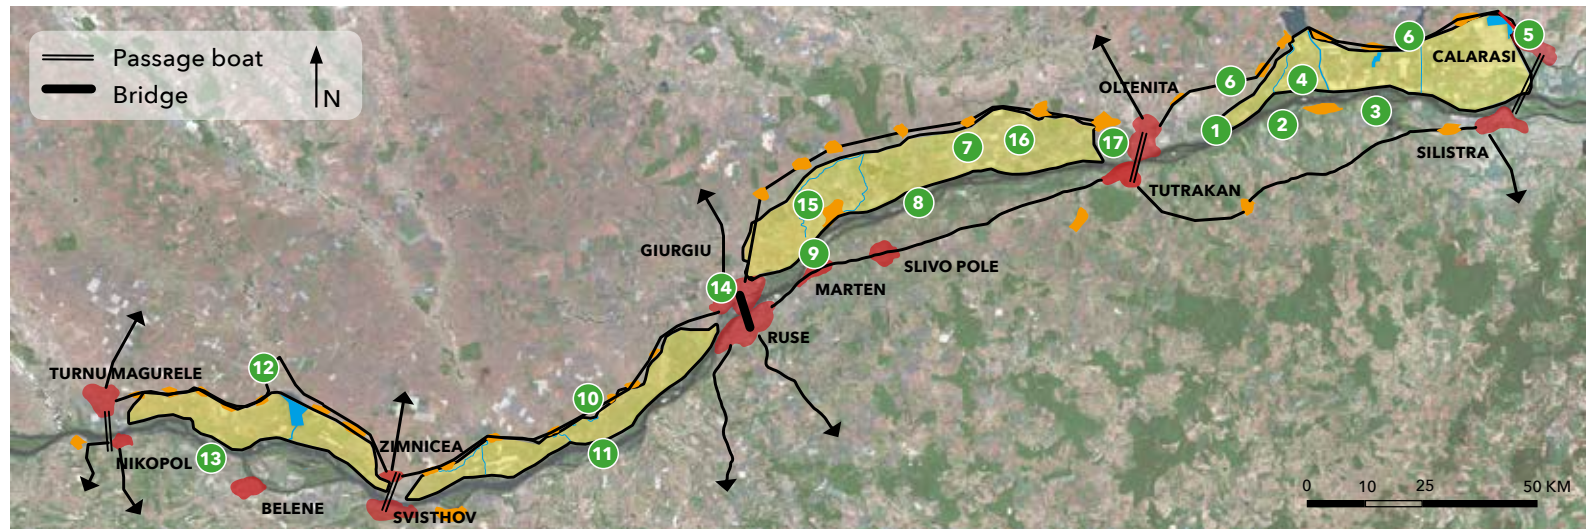 Passage boat
Bridge
N
5
6
CALARASI
OLTENITA
6
4
3
2
1
SILISTRA
17
16
7
TUTRAKAN
15
8
GIURGIU
9
SLIVO POLE
MARTEN
14
RUSE
12
TURNU MAGURELE
10
ZIMNICEA
11
13
NIKOPOL
BELENE
SVISTHOV
0 10 25 50 KM